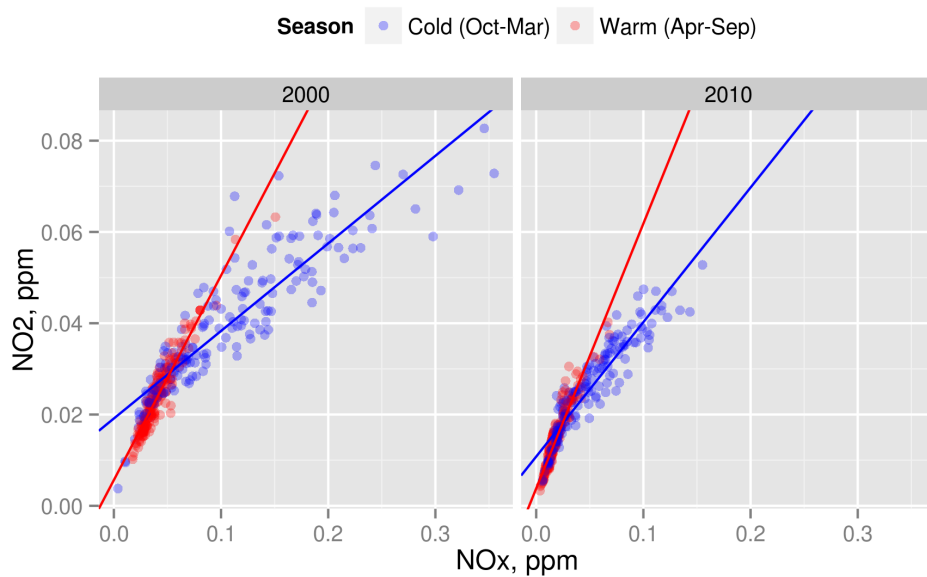 Season Cold (Oct-Mar) Warm (Apr-Sep)
2000 2010
NO2, ppm
0.08
0.06
0.04
0.02
0.00
0.0 0.1 0.2 0.3 0.0 0.1 0.2 0.3
NOx, ppm